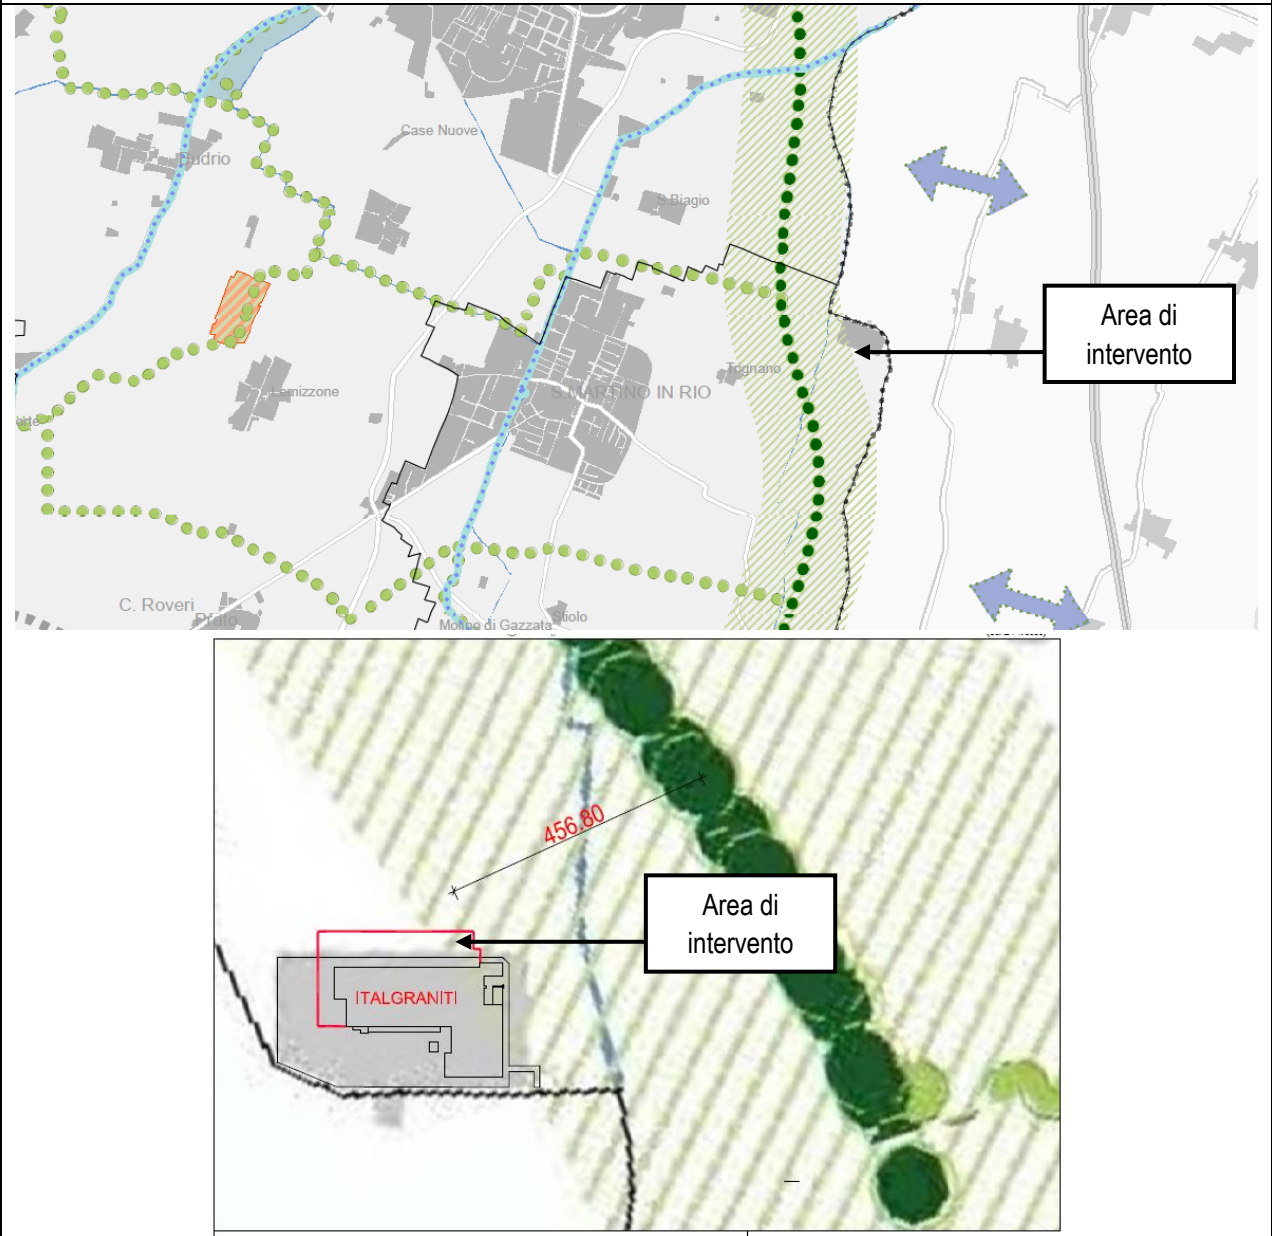 Case Nuove
Budrio
S.Biagio
Area di
intervento
Tognano
Lemizzone
S.MARTINO IN RIO
orte
C. Roveri
Prato
Stiolo
Molino di Gazzata
456.80
Area di
intervento
ITALGRANITI